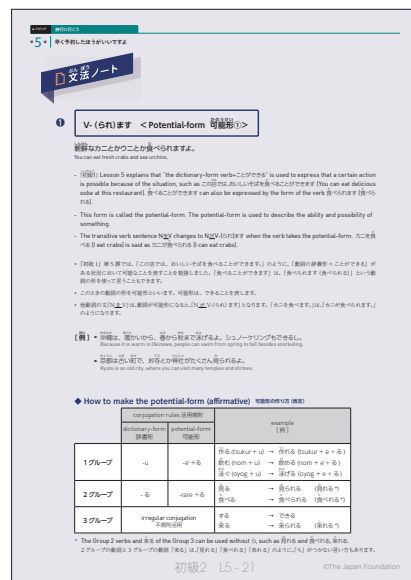 トピック 旅行に行こう
●5● 早く予約したほうがいいですよ
文法ノート
❶ V-（られ）ます ＜Potential-form 可能形①＞
新鮮なカニとかウニとか食べられますよ。
You can eat fresh crabs and sea urchins.
- [初級1] Lesson 5 explains that "the dictionary-form verb+ことができる" is used to express that a certain action
is possible because of the situation, such as この店では、おいしいそばを食べることができます [You can eat delicious
soba at this restaurant]. 食べることができます can also be expressed by the form of the verb 食べられます [食べら
れる].
- This form is called the potential-form. The potential-form is used to describe the ability and possibility of
something.
- The transitive verb sentence NをV changes to NがV-(られ)ます when the verb takes the potential-form. カニを食
べる [I eat crabs] is said as カニが食べられる [I can eat crabs].
・『初級1』第5課では、「この店では、おいしいそばを食べることができます。」のように、「動詞の辞書形 + ことができる」が
ある状況において可能なことを表すことを勉強しました。「食べることができます」は、「食べられます（食べられる）」という動
詞の形を使って言うこともできます。
・このときの動詞の形を可能形といいます。可能形は、できることを表します。
・他動詞の文「NをV」は、動詞が可能形になると、「NがV-(られ)ます」となります。「カニを食べます。」は、「カニが食べられます。」
のようになります。
[例] ● 沖縄は、暖かいから、春から秋まで泳げるよ。シュノーケリングもできるし。
Because it is warm in Okinawa, people can swim from spring to fall besides snorkeling.
● 京都は古い町で、お寺とか神社がたくさん見られるよ。
Kyoto is an old city, where you can visit many temples and shrines.
◆ How to make the potential-form (affirmative) 可能形の作り方（肯定）
conjugation rules 活用規則
example
[例]
dictionary-form
辞書形
potential-form
可能形
1グループ -u -e + る
作る (tsukur + u) → 作れる (tsukur + e + る)
飲む (nom + u) → 飲める (nom + e + る)
泳ぐ (oyog + u) → 泳げる (oyog + e + る)
2グループ - る -rare + る
見る → 見られる （見れる*）
食べる → 食べられる （食べれる*）
3グループ irregular conjugation
不規則活用
する → できる
来る → 来られる （来れる*）
* The Group 2 verbs and 来る of the Group 3 can be used without ら, such as 見れる and 食べれる, 来れる.
2グループの動詞と3グループの動詞「来る」は、「見れる」「食べれる」「来れる」のように、「ら」がつかない言い方もあります。
初級2 L5 - 21
©The Japan Foundation